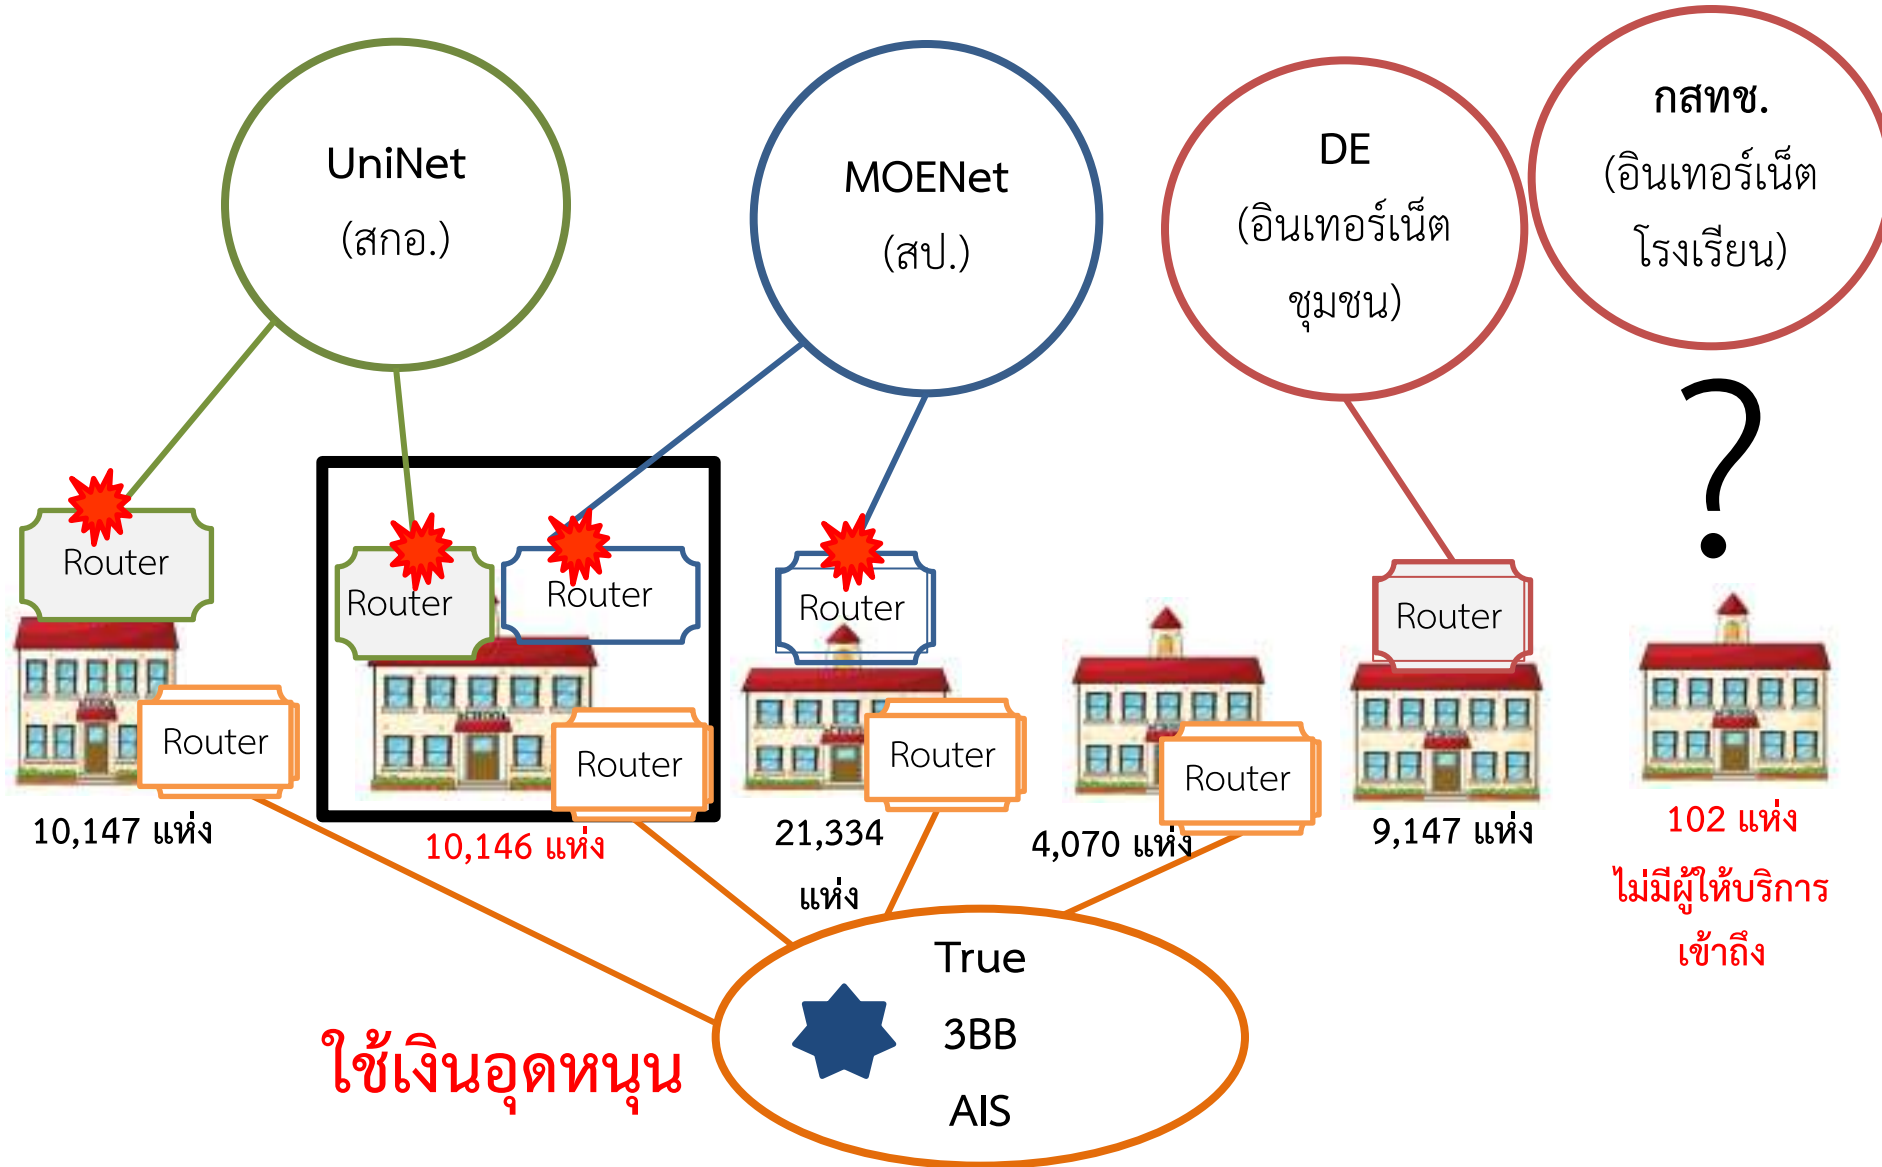 UniNet
(สกอ.)
MOENet
(สป.)
DE
(อินเทอร์เน็ต
ชุมชน)
กสทช.
(อินเทอร์เน็ต
โรงเรียน)
?
Router
Router
Router
Router
Router
Router
Router
Router
Router
10,147 แห่ง
10,146 แห่ง
21,334
แห่ง
4,070 แห่ง
9,147 แห่ง
102 แห่ง
ไม่มีผู้ให้บริการ
เข้าถึง
ใช้เงินอุดหนุน
True
3BB
AIS